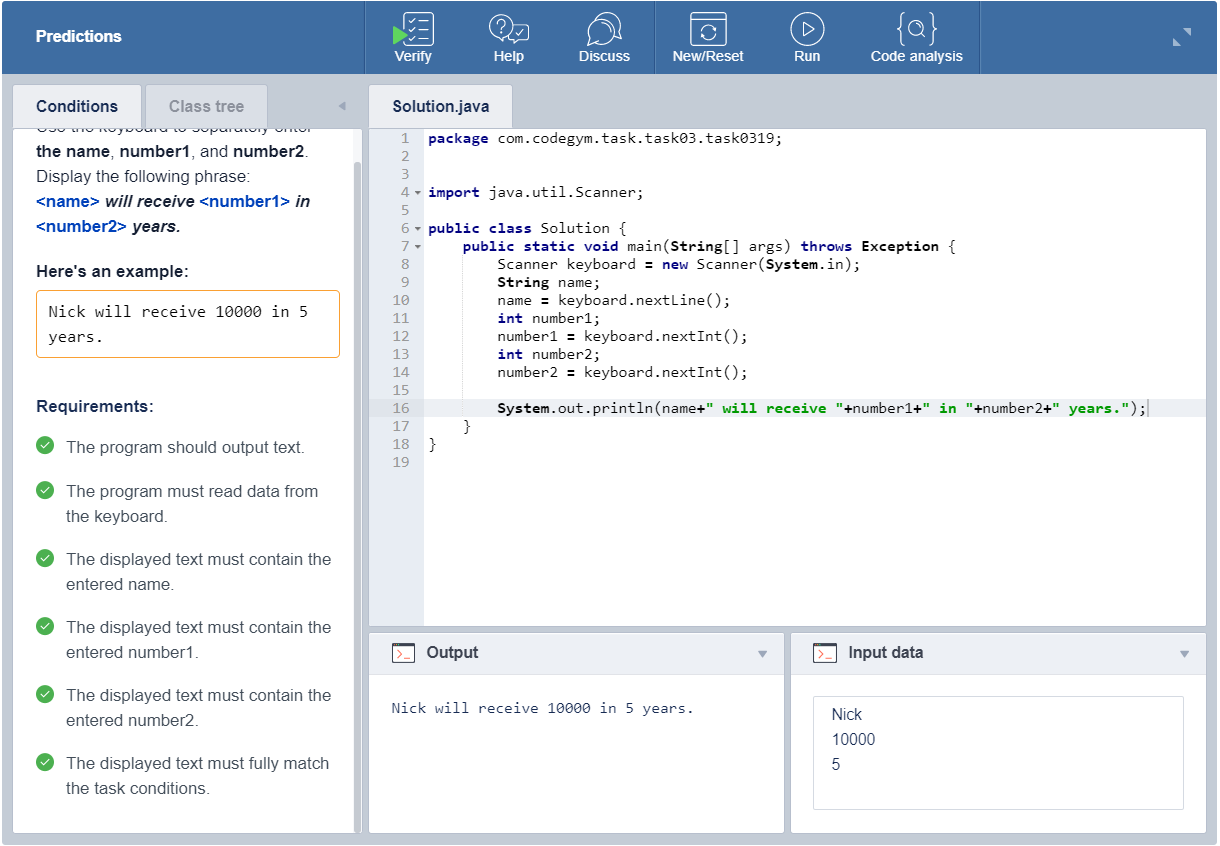 Predictions
Verify
Help
Discuss
New/Reset
Run
Code analysis
Conditions
Class tree
Use the keyboard to separately enter
the name, number1, and number2.
Display the following phrase:
<name> will receive <number1> in
<number2> years.
Here's an example:
Nick will receive 10000 in 5
years.
Requirements:
The program should output text.
The program must read data from
the keyboard.
The displayed text must contain the
entered name.
The displayed text must contain the
entered number1.
The displayed text must contain the
entered number2.
The displayed text must fully match
the task conditions.
Solution.java
1 package com.codegym.task.task03.task0319;
2
3
4 import java.util.Scanner;
5
6 public class Solution {
7     public static void main(String[] args) throws Exception {
8         Scanner keyboard = new Scanner(System.in);
9         String name;
10         name = keyboard.nextLine();
11         int number1;
12         number1 = keyboard.nextInt();
13         int number2;
14         number2 = keyboard.nextInt();
15
16         System.out.println(name+" will receive "+number1+" in "+number2+" years.");
17     }
18 }
19
Output
Nick will receive 10000 in 5 years.
Input data
Nick
10000
5